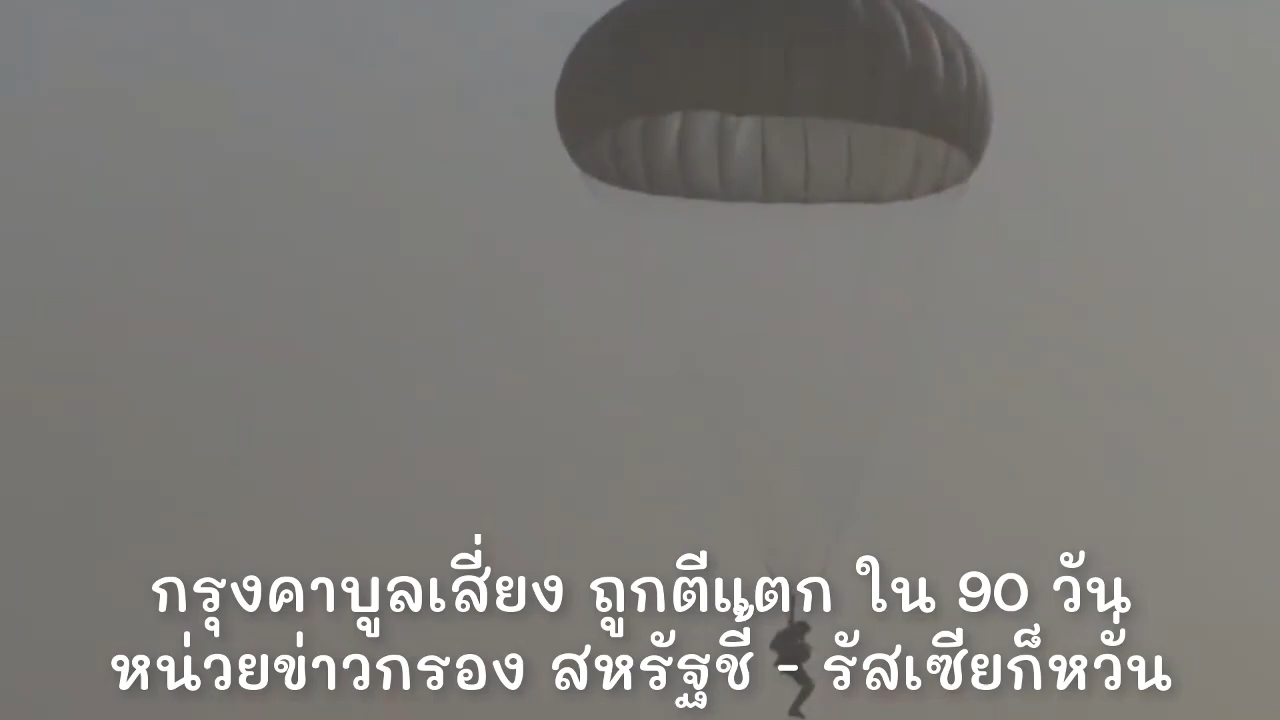 กรุงคาบูลเสี่ยง ถูกตีแตก ใน 90 วัน
หน่วยข่าวกรอง สหรัฐชี้ - รัสเซียก็หวั่น